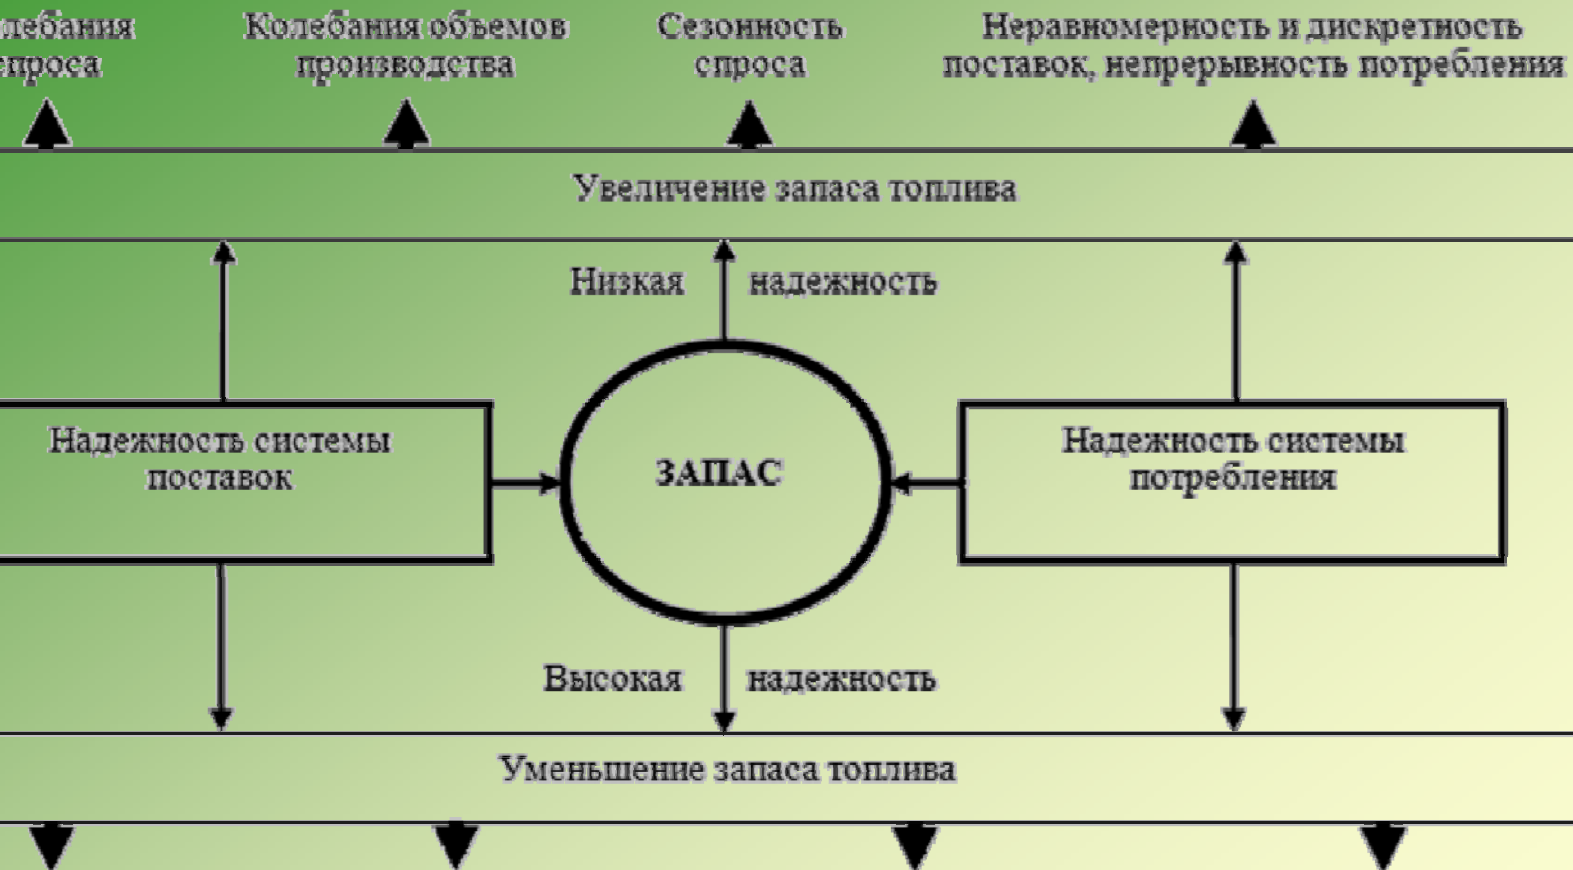 лебания Колебания объемов Сезонность Неравномерность и дискретность
спроса производства спроса поставок, непрерывность потребления
Увеличение запаса топлива
Низкая надежность
Надежность системы
поставок
ЗАПАС
Надежность системы
потребления
Высокая надежность
Уменьшение запаса топлива